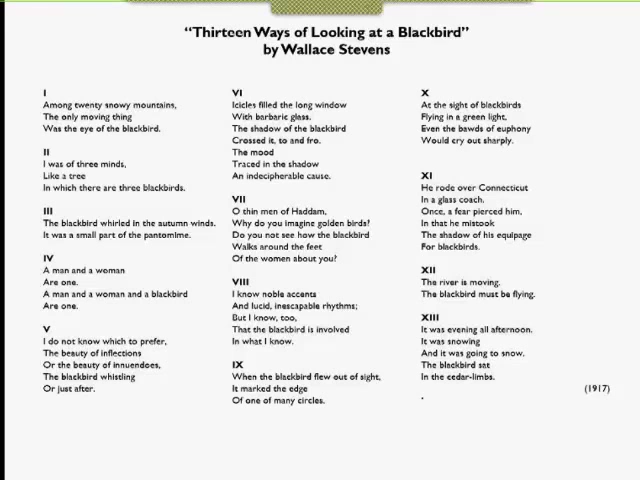 “Thirteen Ways of Looking at a Blackbird”
by Wallace Stevens
I
Among twenty snowy mountains,
The only moving thing
Was the eye of the blackbird.
II
I was of three minds,
Like a tree
In which there are three blackbirds.
III
The blackbird whirled in the autumn winds.
It was a small part of the pantomime.
IV
A man and a woman
Are one.
A man and a woman and a blackbird
Are one.
V
I do not know which to prefer,
The beauty of inflections
Or the beauty of innuendoes,
The blackbird whistling
Or just after.
VI
Icicles filled the long window
With barbaric glass.
The shadow of the blackbird
Crossed it, to and fro.
The mood
Traced in the shadow
An indecipherable cause.
VII
O thin men of Haddam,
Why do you imagine golden birds?
Do you not see how the blackbird
Walks around the feet
Of the women about you?
VIII
I know noble accents
And lucid, inescapable rhythms;
But I know, too,
That the blackbird is involved
In what I know.
IX
When the blackbird flew out of sight,
It marked the edge
Of one of many circles.
X
At the sight of blackbirds
Flying in a green light,
Even the bawds of euphony
Would cry out sharply.
XI
He rode over Connecticut
In a glass coach.
Once, a fear pierced him,
In that he mistook
The shadow of his equipage
For blackbirds.
XII
The river is moving.
The blackbird must be flying.
XIII
It was evening all afternoon.
It was snowing
And it was going to snow.
The blackbird sat
In the cedar-limbs.
.
(1917)